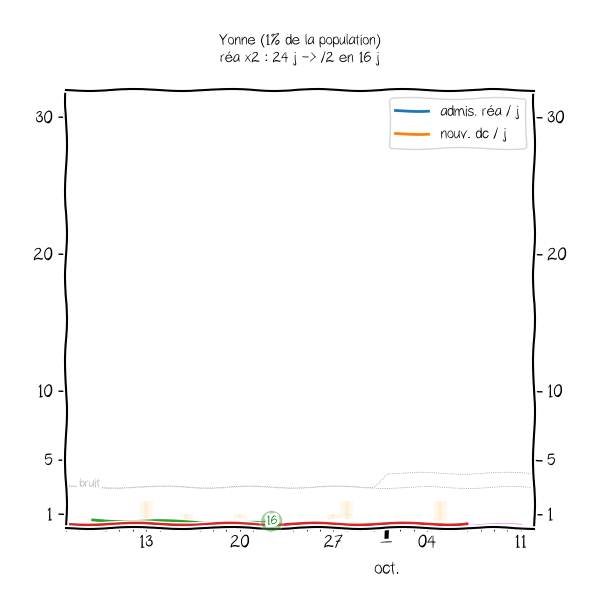 Yonne (1% de la population)
réa x2 : 24 j -> /2 en 16 j
admis. réa / j
nouv. dc / j
30 30
20 20
10 10
5 5
bruit
1 1
16
13 20 27 1 04 11
oct.